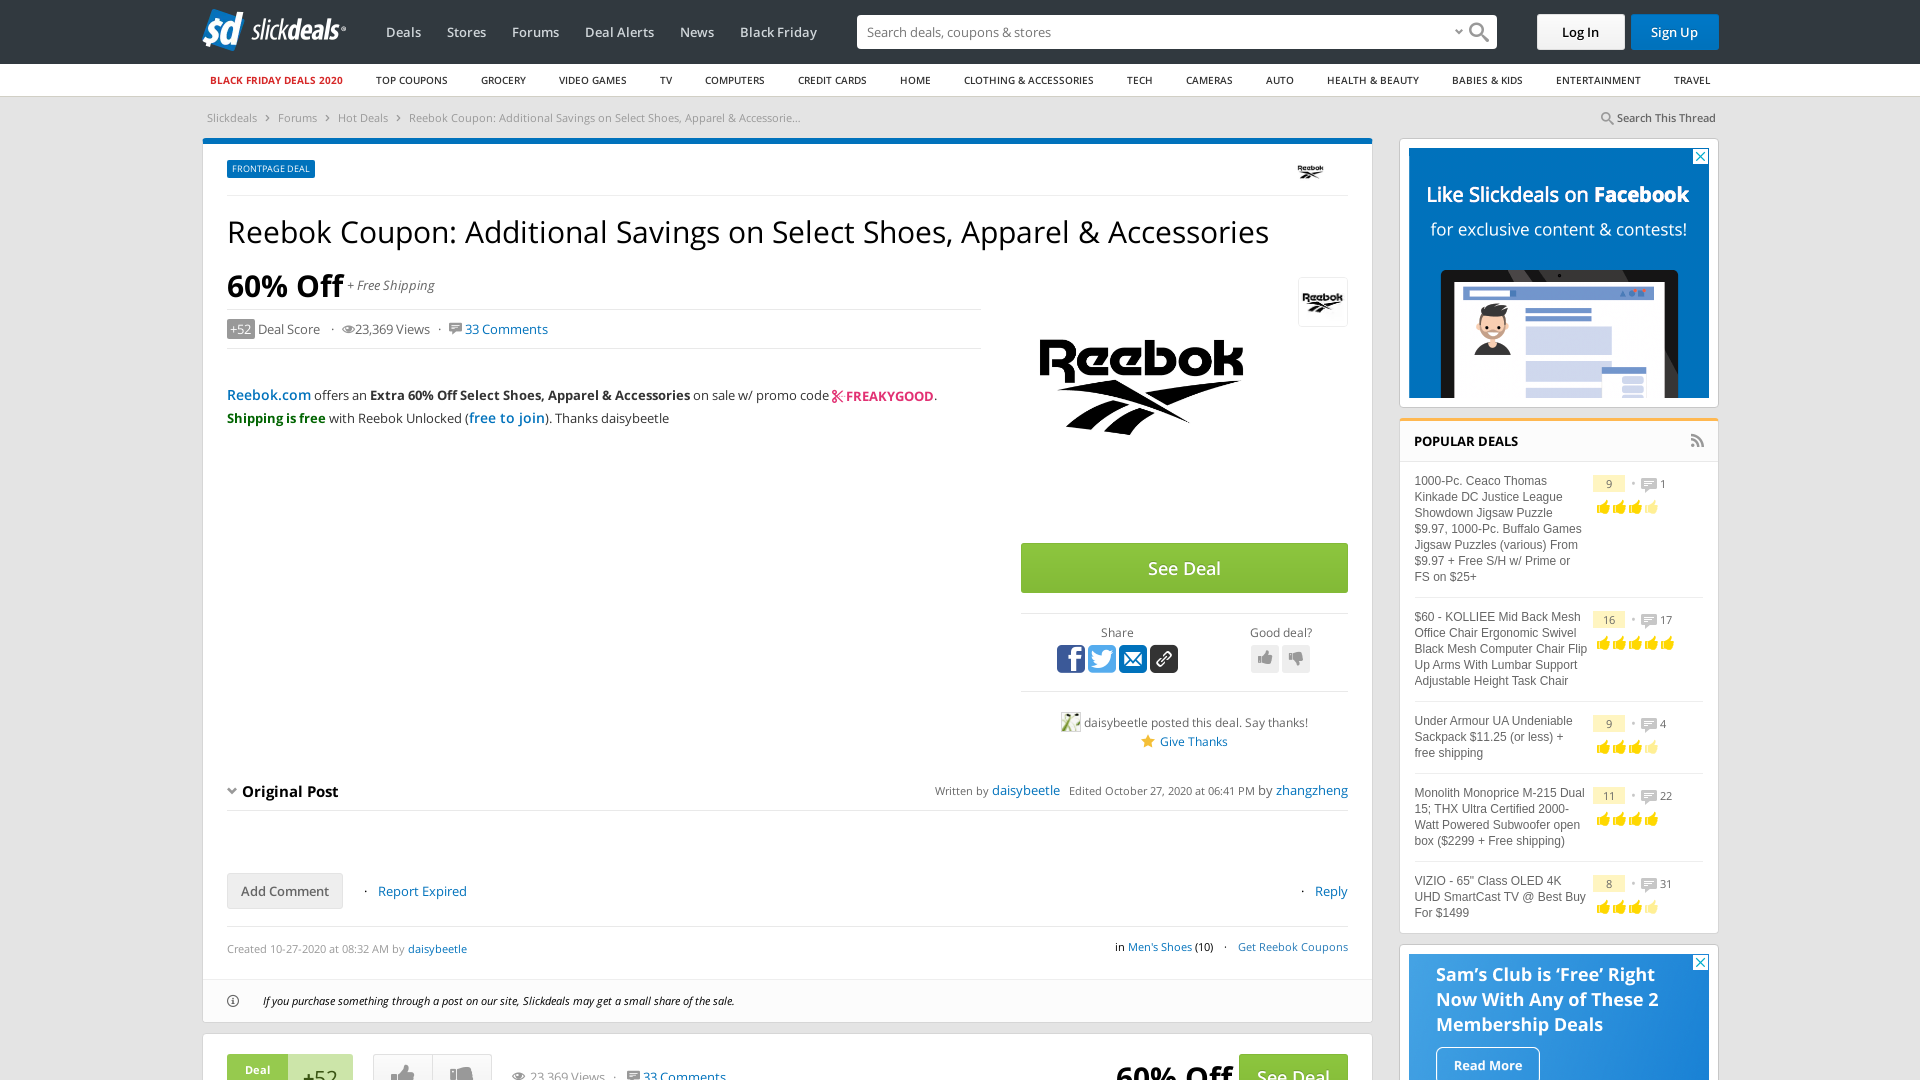 sd slickdeals
Deals Stores Forums Deal Alerts News Black Friday
Search deals, coupons & stores
Log In
Sign Up
BLACK FRIDAY DEALS 2020 TOP COUPONS GROCERY VIDEO GAMES TV COMPUTERS CREDIT CARDS HOME CLOTHING & ACCESSORIES TECH CAMERAS AUTO HEALTH & BEAUTY BABIES & KIDS ENTERTAINMENT TRAVEL
Slickdeals > Forums > Hot Deals > Reebok Coupon: Additional Savings on Select Shoes, Apparel & Accessorie...
Search This Thread
FRONTPAGE DEAL
Reebok
Reebok Coupon: Additional Savings on Select Shoes, Apparel & Accessories
60% Off + Free Shipping
Reebok
+52 Deal Score · 23,369 Views · 33 Comments
Reebok
Reebok.com offers an Extra 60% Off Select Shoes, Apparel & Accessories on sale w/ promo code FREAKYGOOD.
Shipping is free with Reebok Unlocked (free to join). Thanks daisybeetle
See Deal
Share
Good deal?
daisybeetle posted this deal. Say thanks!
Give Thanks
Original Post
Written by daisybeetle Edited October 27, 2020 at 06:41 PM by zhangzheng
Add Comment · Report Expired
· Reply
Created 10-27-2020 at 08:32 AM by daisybeetle
in Men's Shoes (10) · Get Reebok Coupons
If you purchase something through a post on our site, Slickdeals may get a small share of the sale.
Deal
+52
23,369 Views · 33 Comments
60% Off
See Deal
Like Slickdeals on Facebook
for exclusive content & contests!
POPULAR DEALS
1000-Pc. Ceaco Thomas
Kinkade DC Justice League
Showdown Jigsaw Puzzle
$9.97, 1000-Pc. Buffalo Games
Jigsaw Puzzles (various) From
$9.97 + Free S/H w/ Prime or
FS on $25+
9 • 1
$60 - KOLLIEE Mid Back Mesh
Office Chair Ergonomic Swivel
Black Mesh Computer Chair Flip
Up Arms With Lumbar Support
Adjustable Height Task Chair
16 • 17
Under Armour UA Undeniable
Sackpack $11.25 (or less) +
free shipping
9 • 4
Monolith Monoprice M-215 Dual
15; THX Ultra Certified 2000-
Watt Powered Subwoofer open
box ($2299 + Free shipping)
11 • 22
VIZIO - 65" Class OLED 4K
UHD SmartCast TV @ Best Buy
For $1499
8 • 31
Sam's Club is 'Free' Right
Now With Any of These 2
Membership Deals
Read More